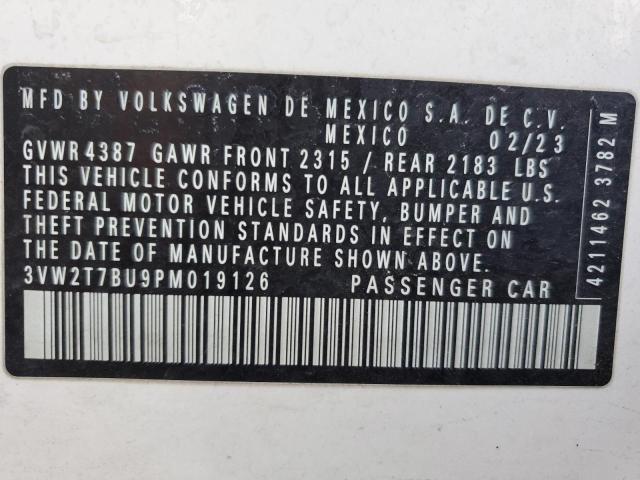 MFD BY VOLKSWAGEN DE MEXICO S.A. DE C.V.
MEXICO 02/23
GVWR 4387 GAWR FRONT 2315 / REAR 2183 LBS
THIS VEHICLE CONFORMS TO ALL APPLICABLE U.S.
FEDERAL MOTOR VEHICLE SAFETY, BUMPER AND
THEFT PREVENTION STANDARDS IN EFFECT ON
THE DATE OF MANUFACTURE SHOWN ABOVE.
3VW2T7BU9PM019126 PASSENGER CAR
4211462 3782 M